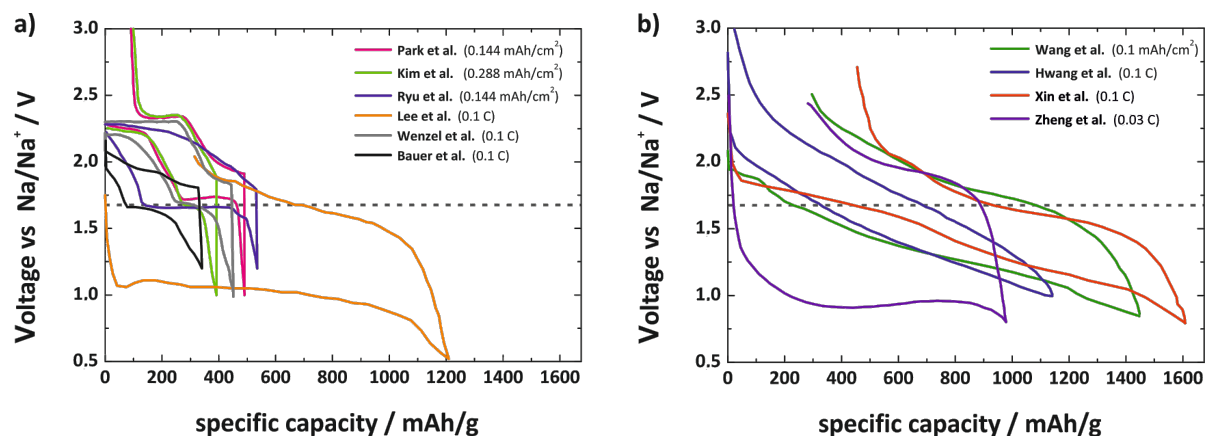 a)
Voltage vs Na/Na⁺ / V
3.0
2.5
2.0
1.5
1.0
0.5
Park et al. (0.144 mAh/cm²)
Kim et al. (0.288 mAh/cm²)
Ryu et al. (0.144 mAh/cm²)
Lee et al. (0.1 C)
Wenzel et al. (0.1 C)
Bauer et al. (0.1 C)
0 200 400 600 800 1000 1200 1400 1600
specific capacity / mAh/g
b)
Voltage vs Na/Na⁺ / V
3.0
2.5
2.0
1.5
1.0
0.5
Wang et al. (0.1 mAh/cm²)
Hwang et al. (0.1 C)
Xin et al. (0.1 C)
Zheng et al. (0.03 C)
0 200 400 600 800 1000 1200 1400 1600
specific capacity / mAh/g